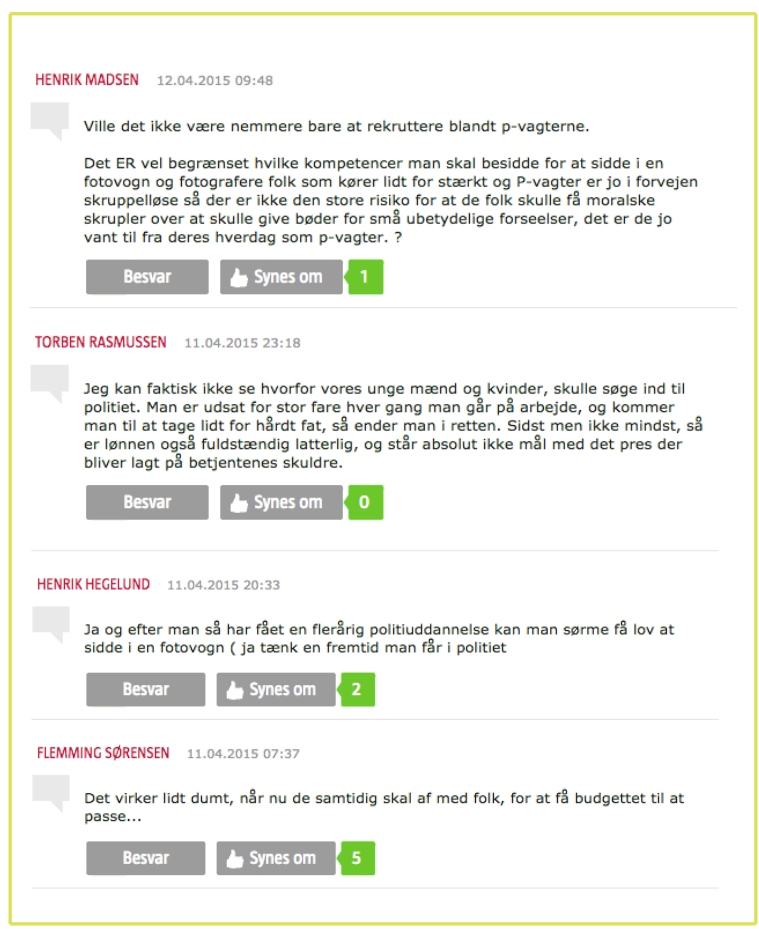 HENRIK MADSEN 12.04.2015 09:48
Ville det ikke være nemmere bare at rekruttere blandt p-vagterne.
Det ER vel begrænset hvilke kompetencer man skal besidde for at sidde i en
fotovogn og fotografere folk som kører lidt for stærkt og P-vagter er jo i forvejen
skruppelløse så der er ikke den store risiko for at de folk skulle få moralske
skrupler over at skulle give bøder for små ubetydelige forseelser, det er de jo
vant til fra deres hverdag som p-vagter. ?
Besvar Synes om 1
TORBEN RASMUSSEN 11.04.2015 23:18
Jeg kan faktisk ikke se hvorfor vores unge mænd og kvinder, skulle søge ind til
politiet. Man er udsat for stor fare hver gang man går på arbejde, og kommer
man til at tage lidt for hårdt fat, så ender man i retten. Sidst men ikke mindst, så
er lønnen også fuldstændig latterlig, og står absolut ikke mål med det pres der
bliver lagt på betjentenes skuldre.
Besvar Synes om 0
HENRIK HEGELUND 11.04.2015 20:33
Ja og efter man så har fået en flerårig politiuddannelse kan man sørme få lov at
sidde i en fotovogn ( ja tænk en fremtid man får i politiet
Besvar Synes om 2
FLEMMING SØRENSEN 11.04.2015 07:37
Det virker lidt dumt, når nu de samtidig skal af med folk, for at få budgettet til at
passe...
Besvar Synes om 5